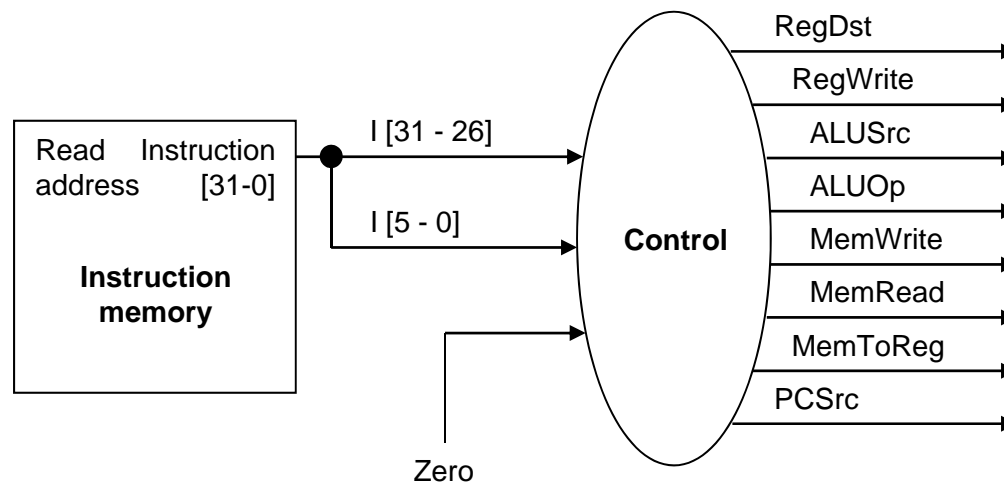 RegDst
RegWrite
I [31 - 26]
ALUSrc
Read Instruction
address [31-0]
ALUOp
I [5 - 0]
Control
MemWrite
Instruction
memory
MemRead
MemToReg
PCSrc
Zero